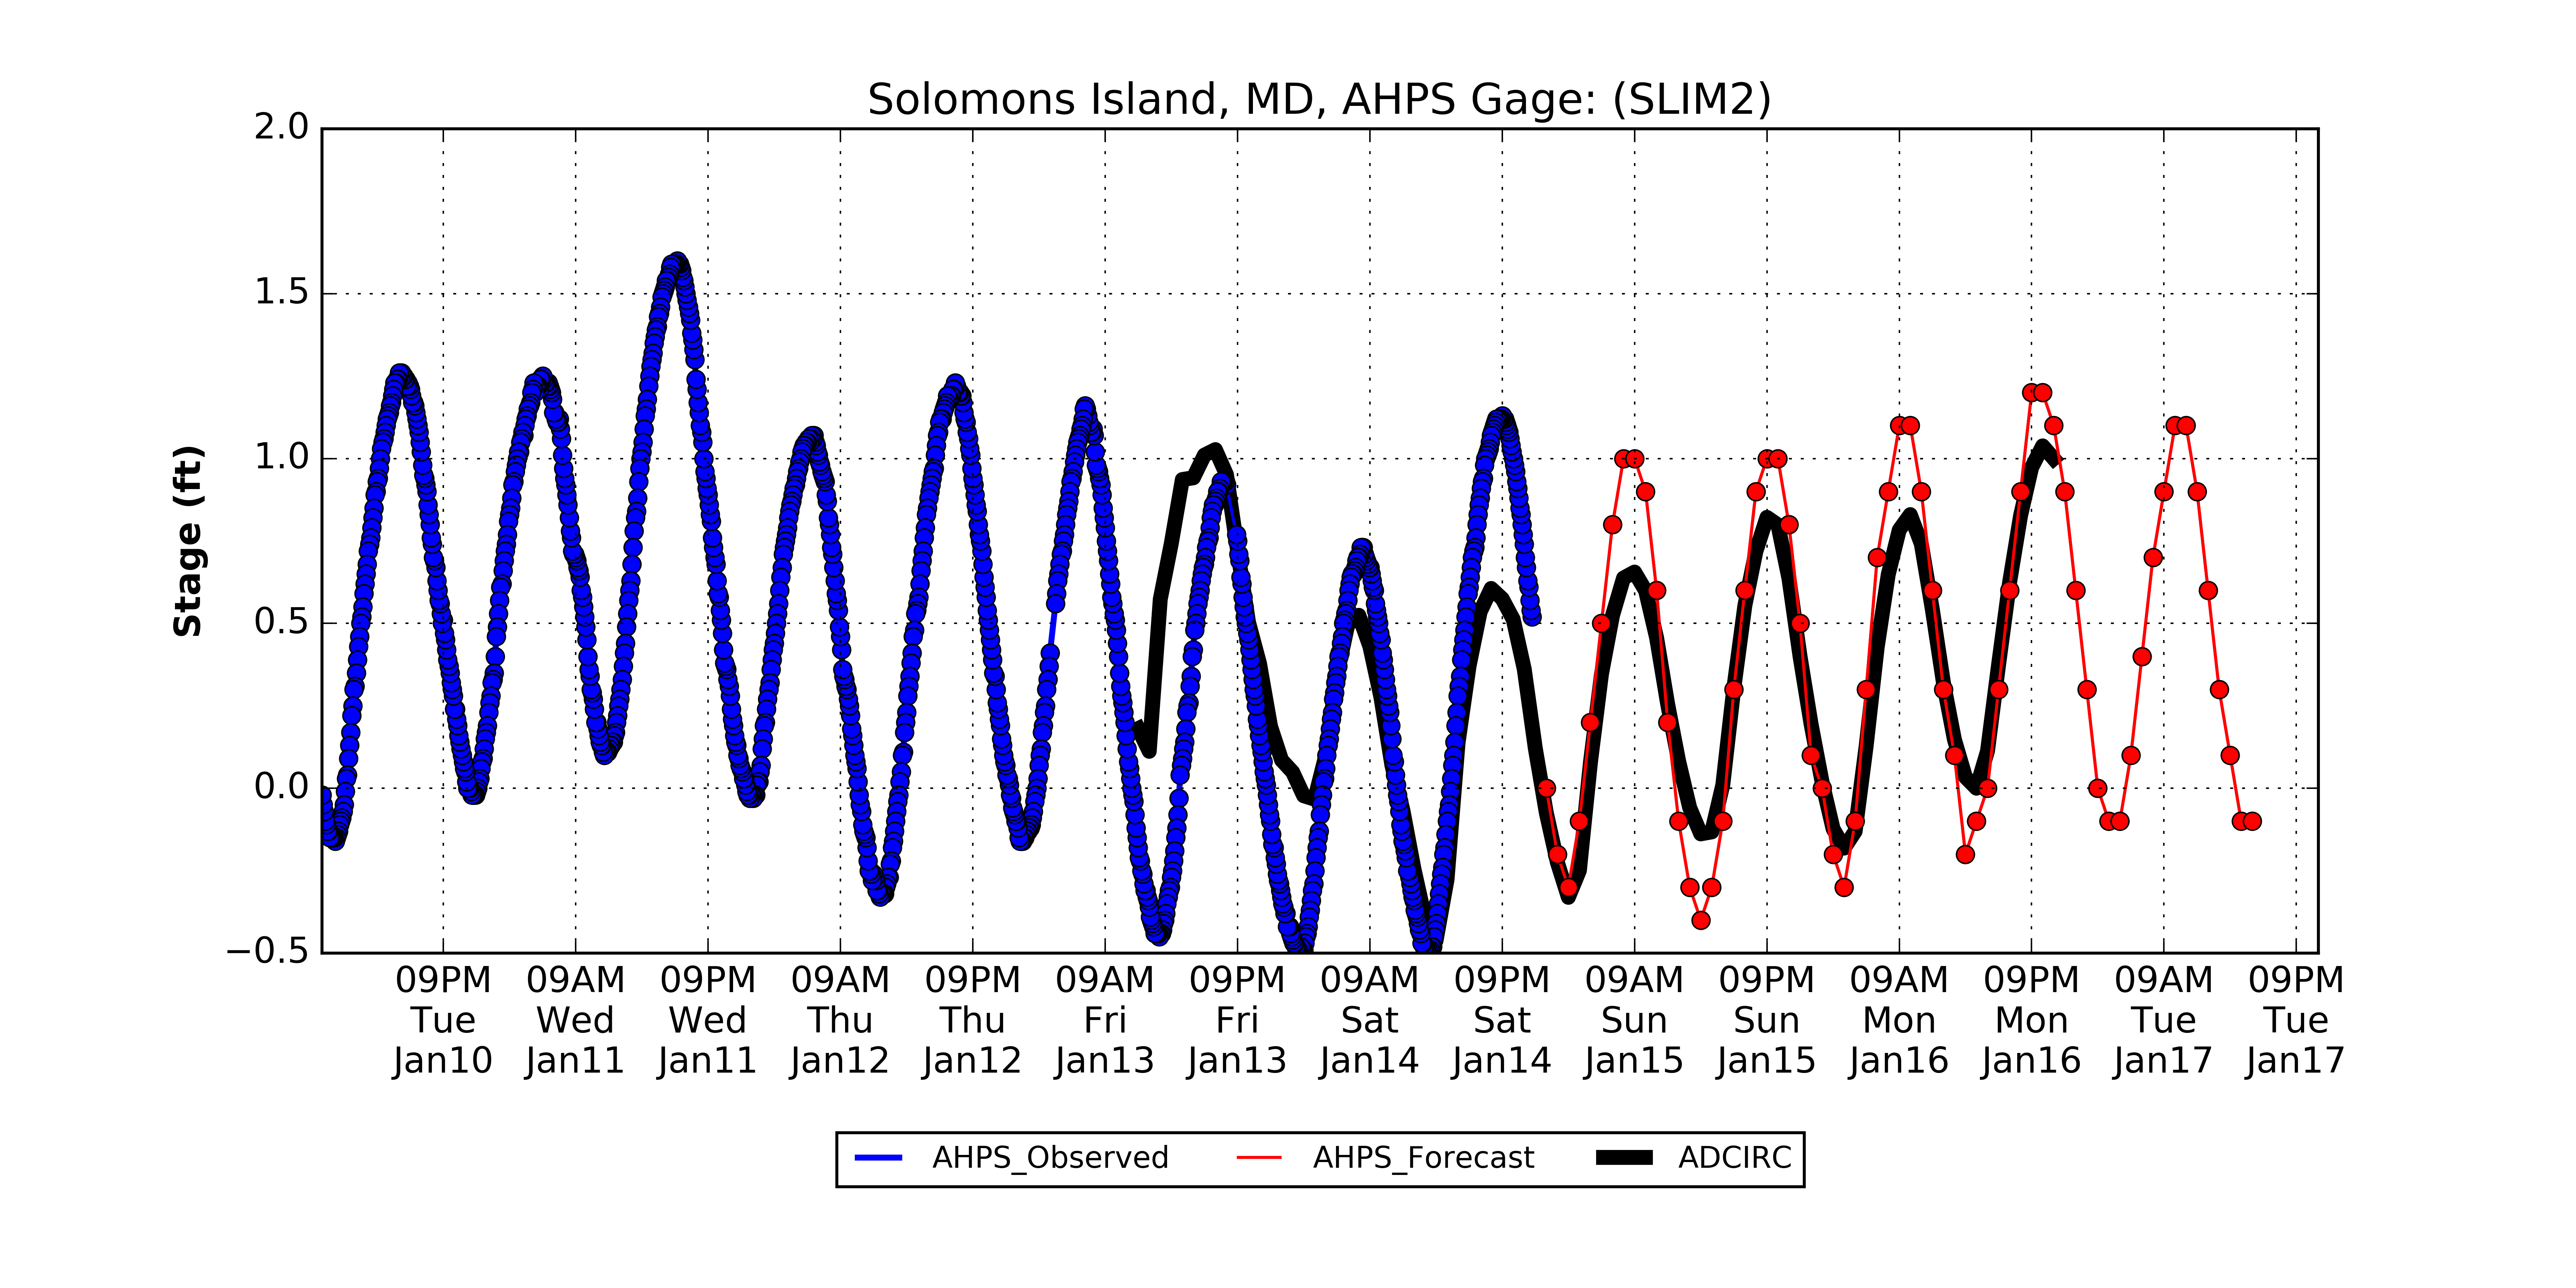 Solomons Island, MD, AHPS Gage: (SLIM2)
Stage (ft)
2.0
1.5
1.0
0.5
0.0
−0.5
09PM 09AM 09PM 09AM 09PM 09AM 09PM 09AM 09PM 09AM 09PM 09AM 09PM 09AM 09PM
Tue Wed Wed Thu Thu Fri Fri Sat Sat Sun Sun Mon Mon Tue Tue
Jan10 Jan11 Jan11 Jan12 Jan12 Jan13 Jan13 Jan14 Jan14 Jan15 Jan15 Jan16 Jan16 Jan17 Jan17
AHPS_Observed AHPS_Forecast ADCIRC